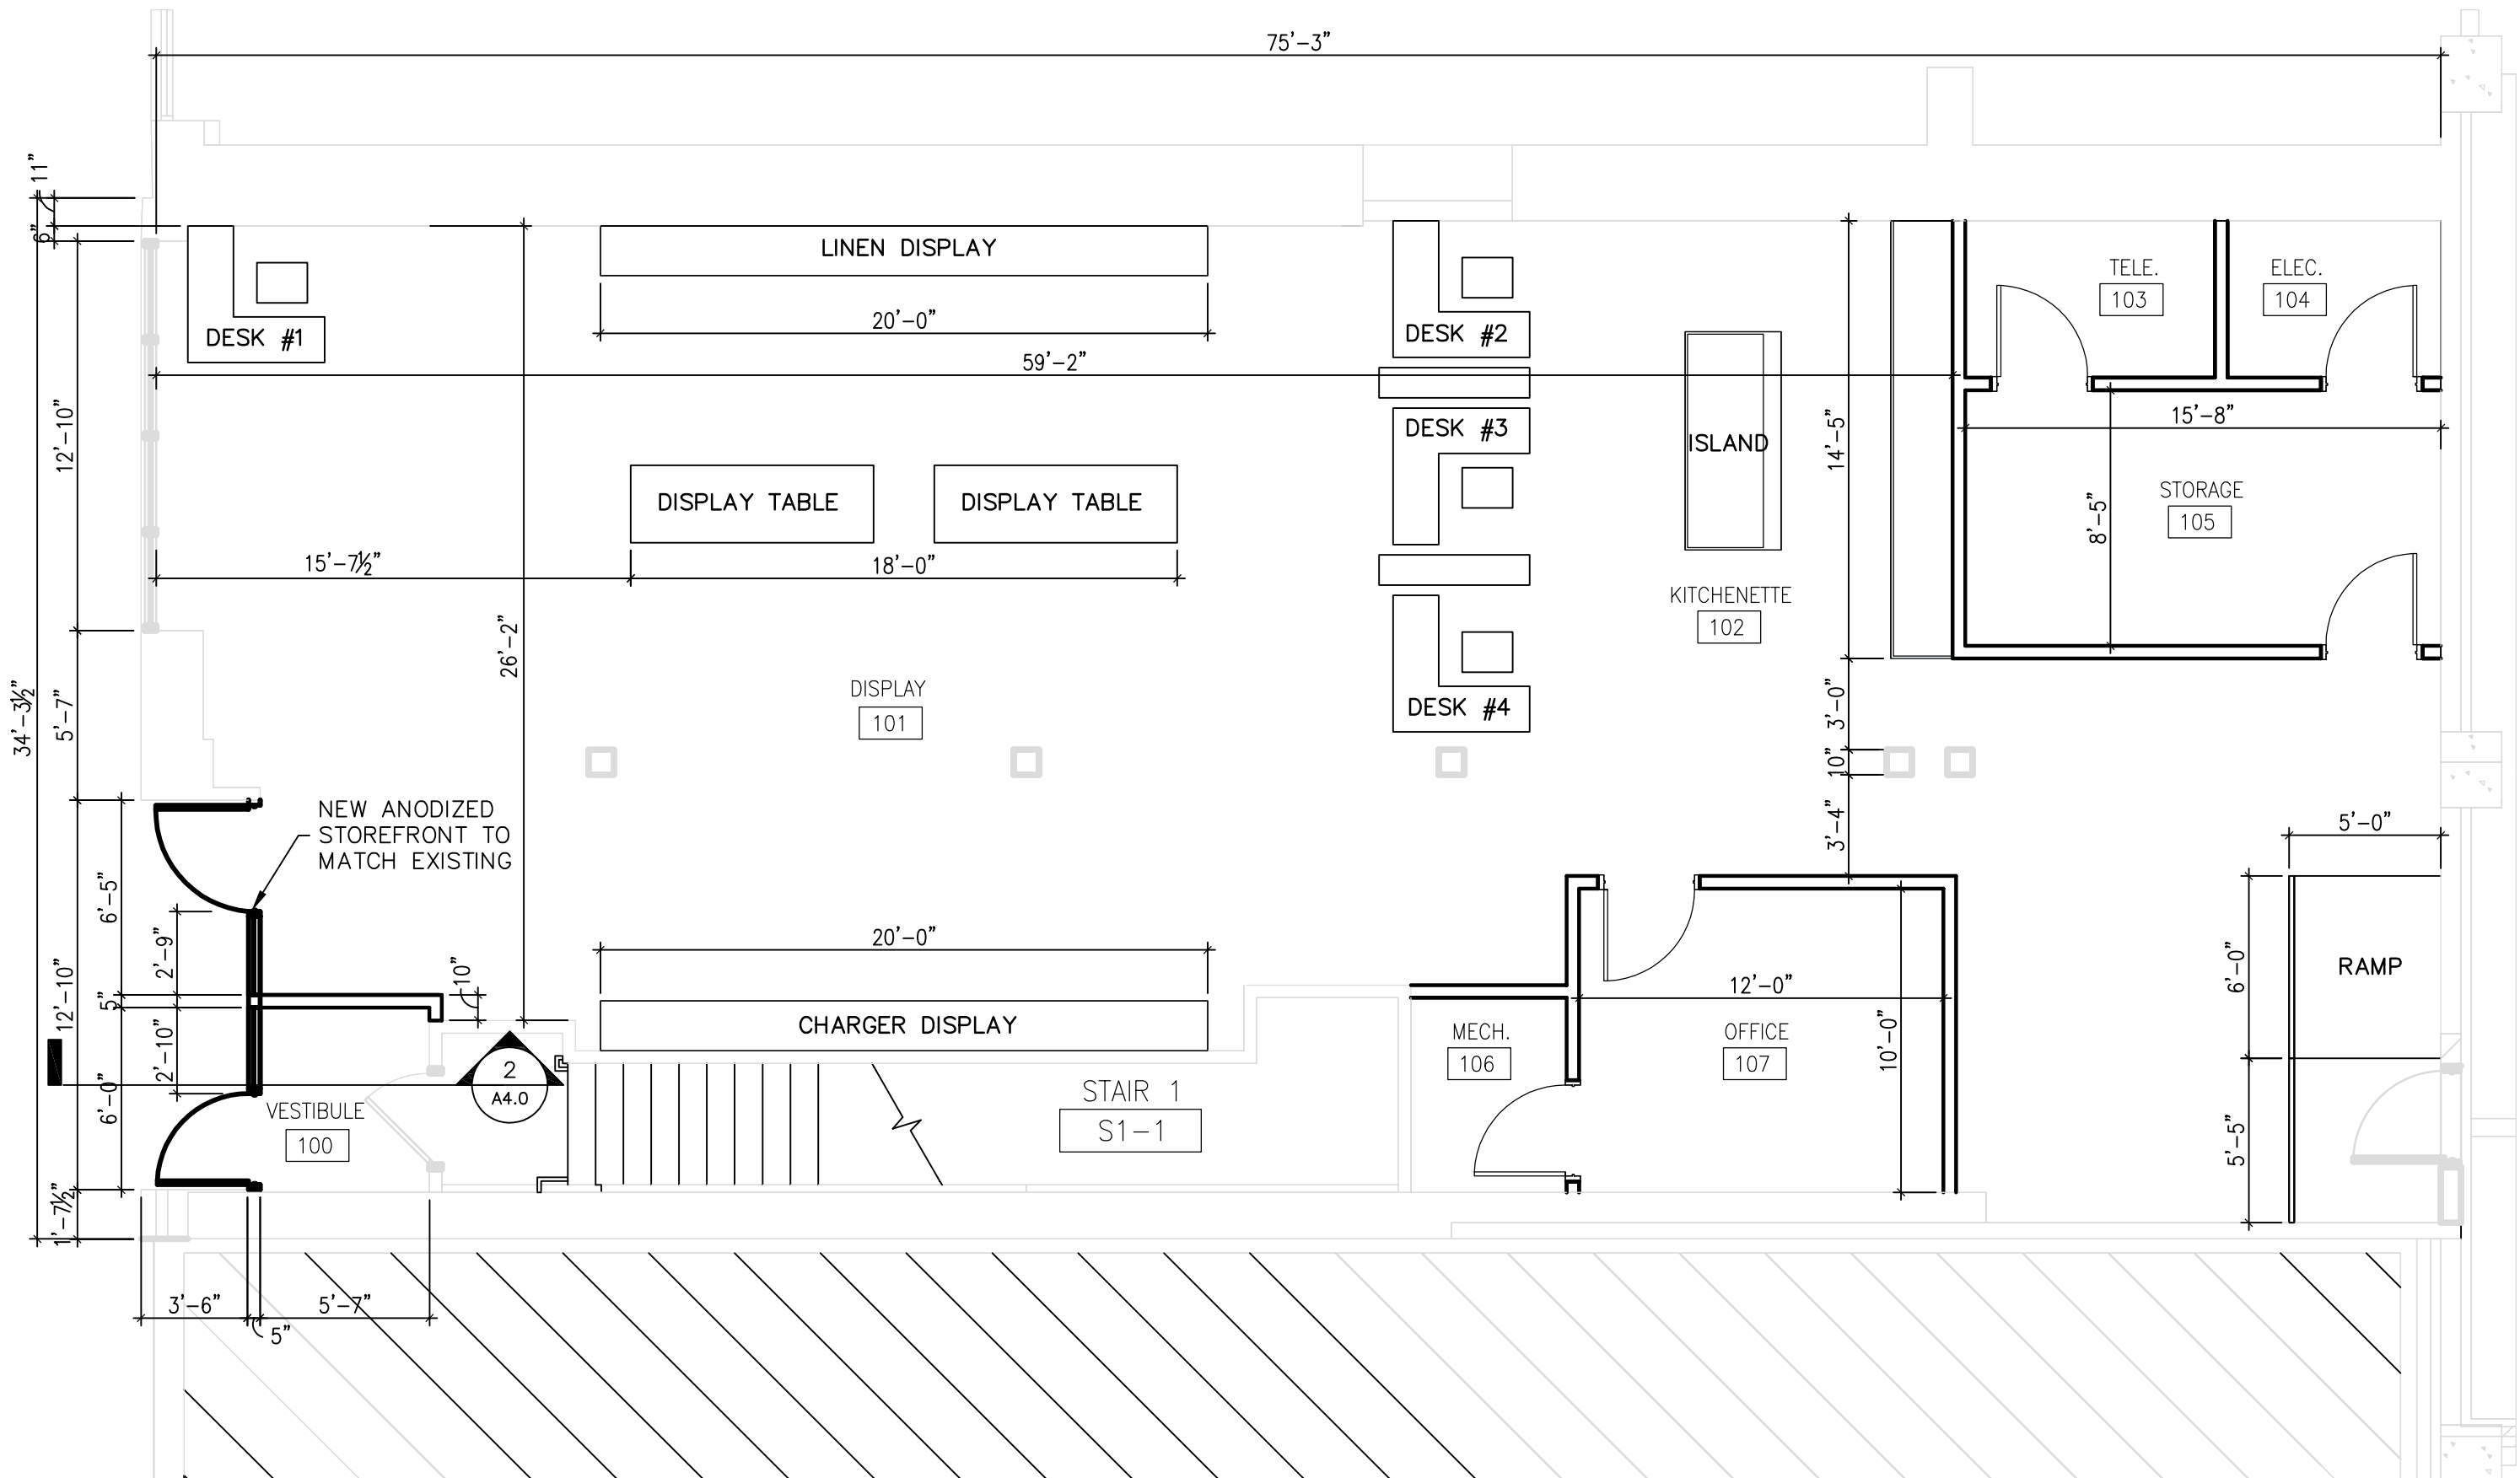 75'-3"
11"
6"
LINEN DISPLAY
20'-0"
DESK #1
DESK #2
59'-2"
TELE.
103
ELEC.
104
12'-10"
DESK #3
ISLAND
14'-5"
15'-8"
DISPLAY TABLE
DISPLAY TABLE
STORAGE
105
8'-5"
15'-7½"
18'-0"
KITCHENETTE
102
26'-2"
34'-3½"
5'-7"
DISPLAY
101
DESK #4
3'-0"
10"
3'-4"
NEW ANODIZED
STOREFRONT TO
MATCH EXISTING
5'-0"
6'-5"
2'-9"
20'-0"
10"
12'-0"
6'-0"
RAMP
12'-10"
5"
CHARGER DISPLAY
MECH.
106
OFFICE
107
10'-0"
2'-10"
6'-0"
2
A4.0
STAIR 1
S1-1
VESTIBULE
100
5'-5"
1'-7½"
3'-6"
5'-7"
5"